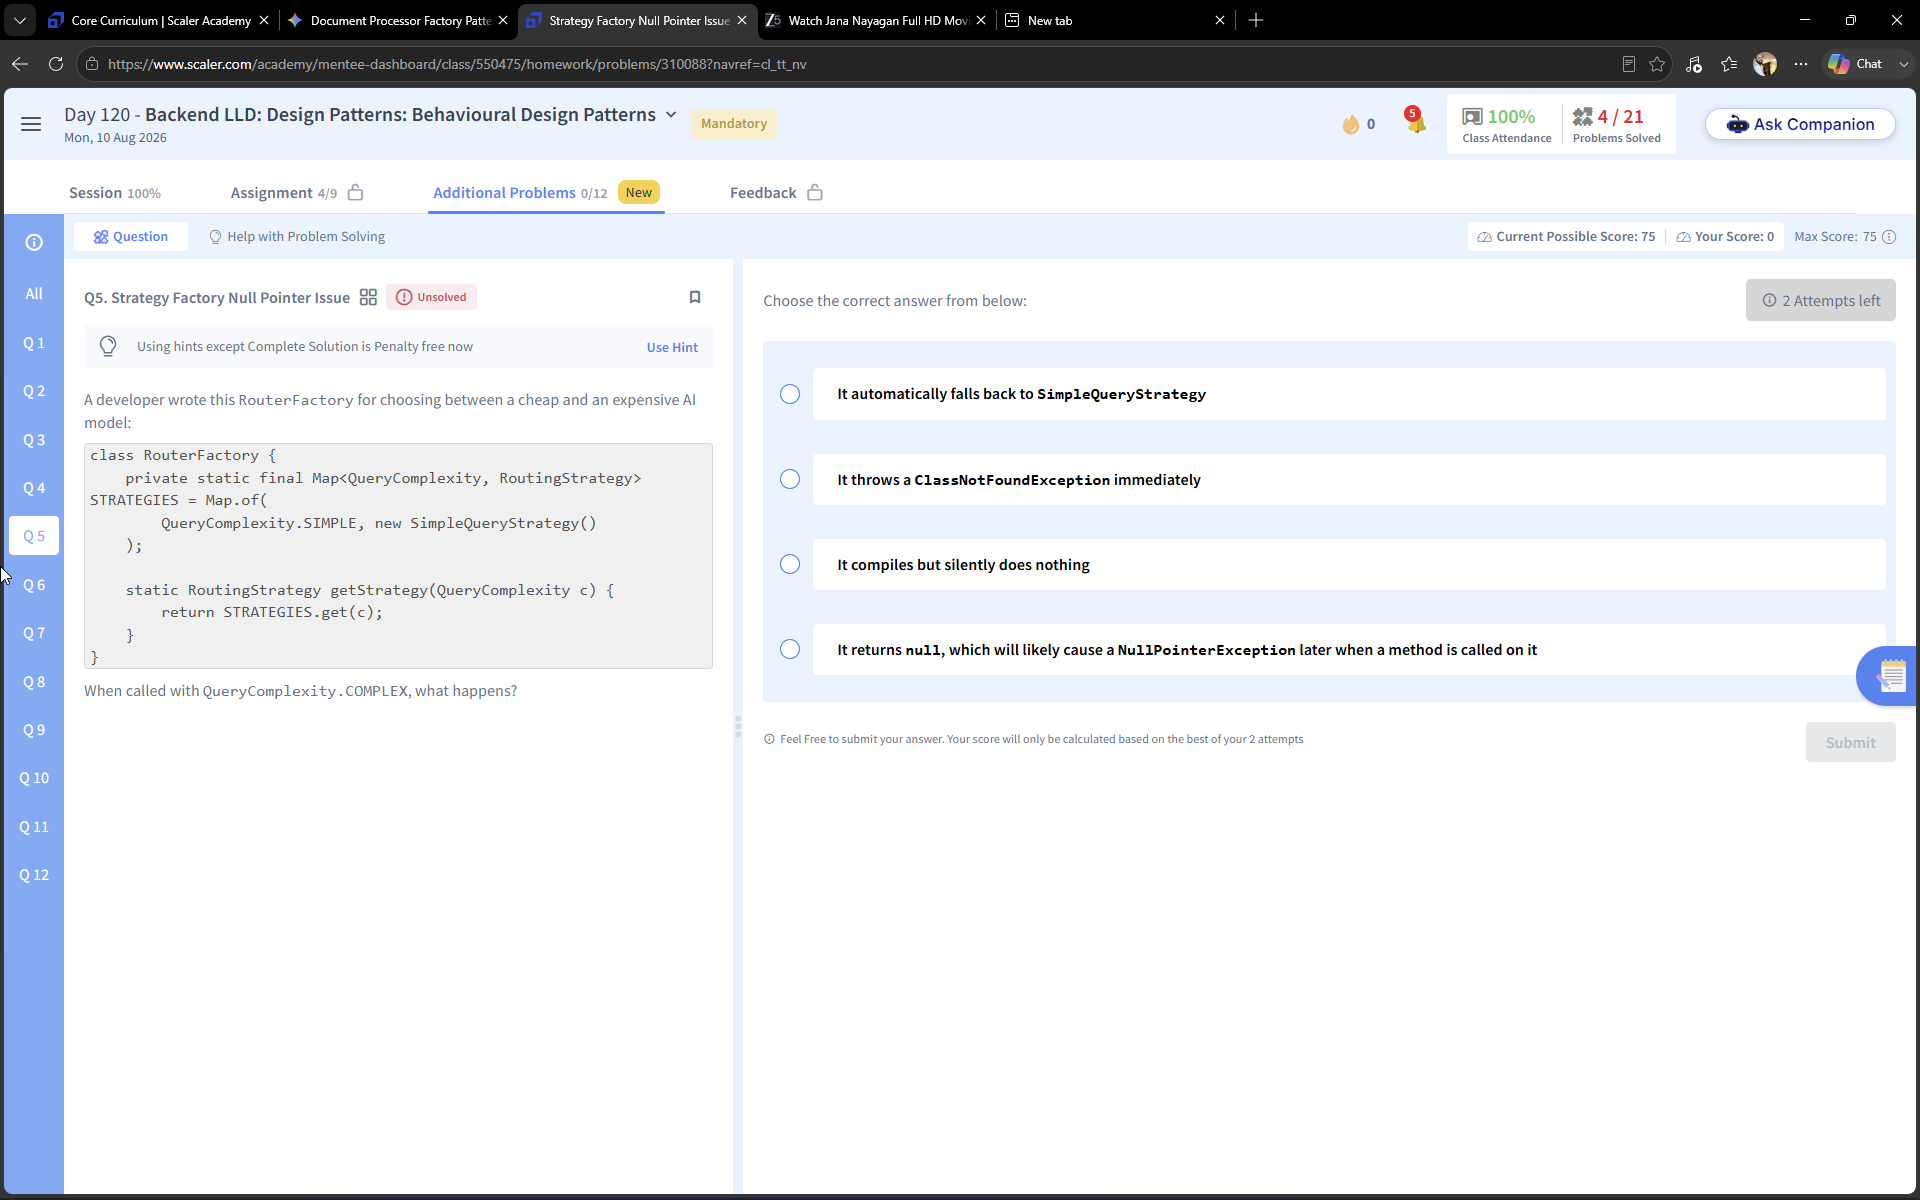 Core Curriculum | Scaler Academy
Document Processor Factory Patte
Strategy Factory Null Pointer Issue
Watch Jana Nayagan Full HD Movi
New tab
https://www.scaler.com/academy/mentee-dashboard/class/550475/homework/problems/310088?navref=cl_tt_nv
Chat
Day 120 - Backend LLD: Design Patterns: Behavioural Design Patterns
Mon, 10 Aug 2026
Mandatory
0
5
100%
Class Attendance
4 / 21
Problems Solved
Ask Companion
Session 100%
Assignment 4/9
Additional Problems 0/12
New
Feedback
Question
Help with Problem Solving
Current Possible Score: 75
Your Score: 0
Max Score: 75
All
Q 1
Q 2
Q 3
Q 4
Q 5
Q 6
Q 7
Q 8
Q 9
Q 10
Q 11
Q 12
Q5. Strategy Factory Null Pointer Issue
Unsolved
Using hints except Complete Solution is Penalty free now
Use Hint
A developer wrote this RouterFactory for choosing between a cheap and an expensive AI
model:
class RouterFactory {
    private static final Map<QueryComplexity, RoutingStrategy>
STRATEGIES = Map.of(
        QueryComplexity.SIMPLE, new SimpleQueryStrategy()
    );
    static RoutingStrategy getStrategy(QueryComplexity c) {
        return STRATEGIES.get(c);
    }
}
When called with QueryComplexity.COMPLEX, what happens?
Choose the correct answer from below:
2 Attempts left
It automatically falls back to SimpleQueryStrategy
It throws a ClassNotFoundException immediately
It compiles but silently does nothing
It returns null, which will likely cause a NullPointerException later when a method is called on it
Feel Free to submit your answer. Your score will only be calculated based on the best of your 2 attempts
Submit